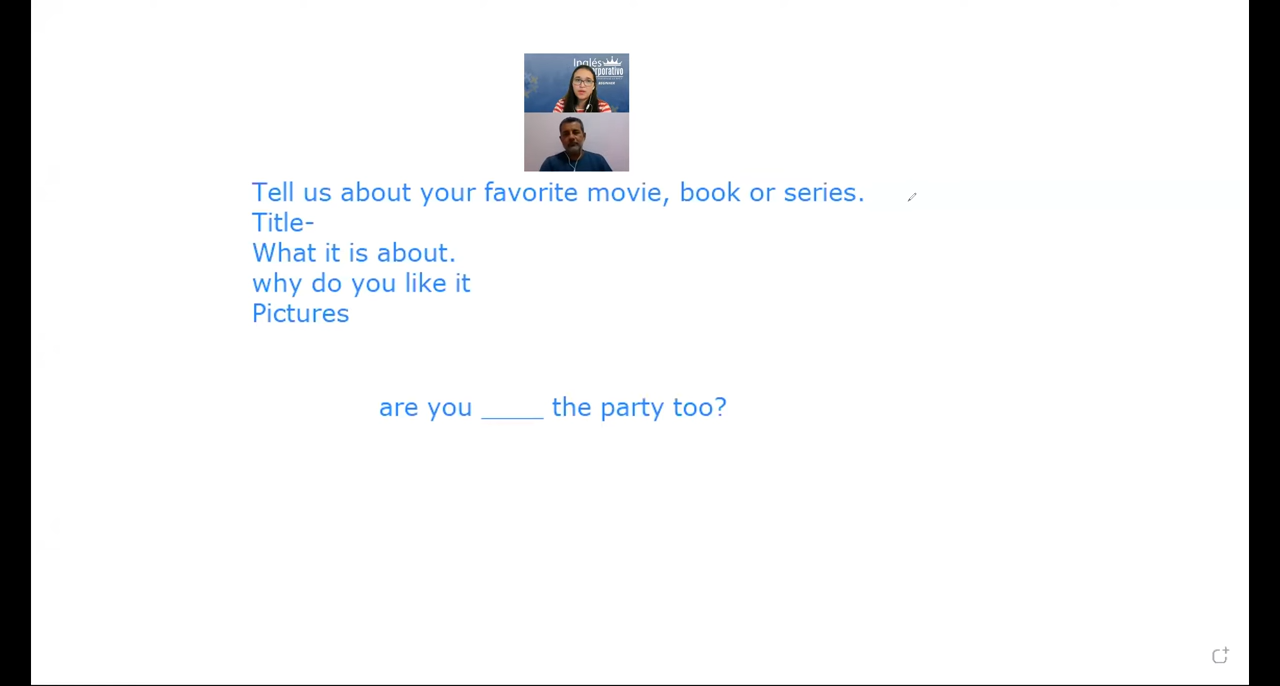 Inglés
rporativo
Tell us about your favorite movie, book or series.
Title-
What it is about.
why do you like it
Pictures
are you _____ the party too?